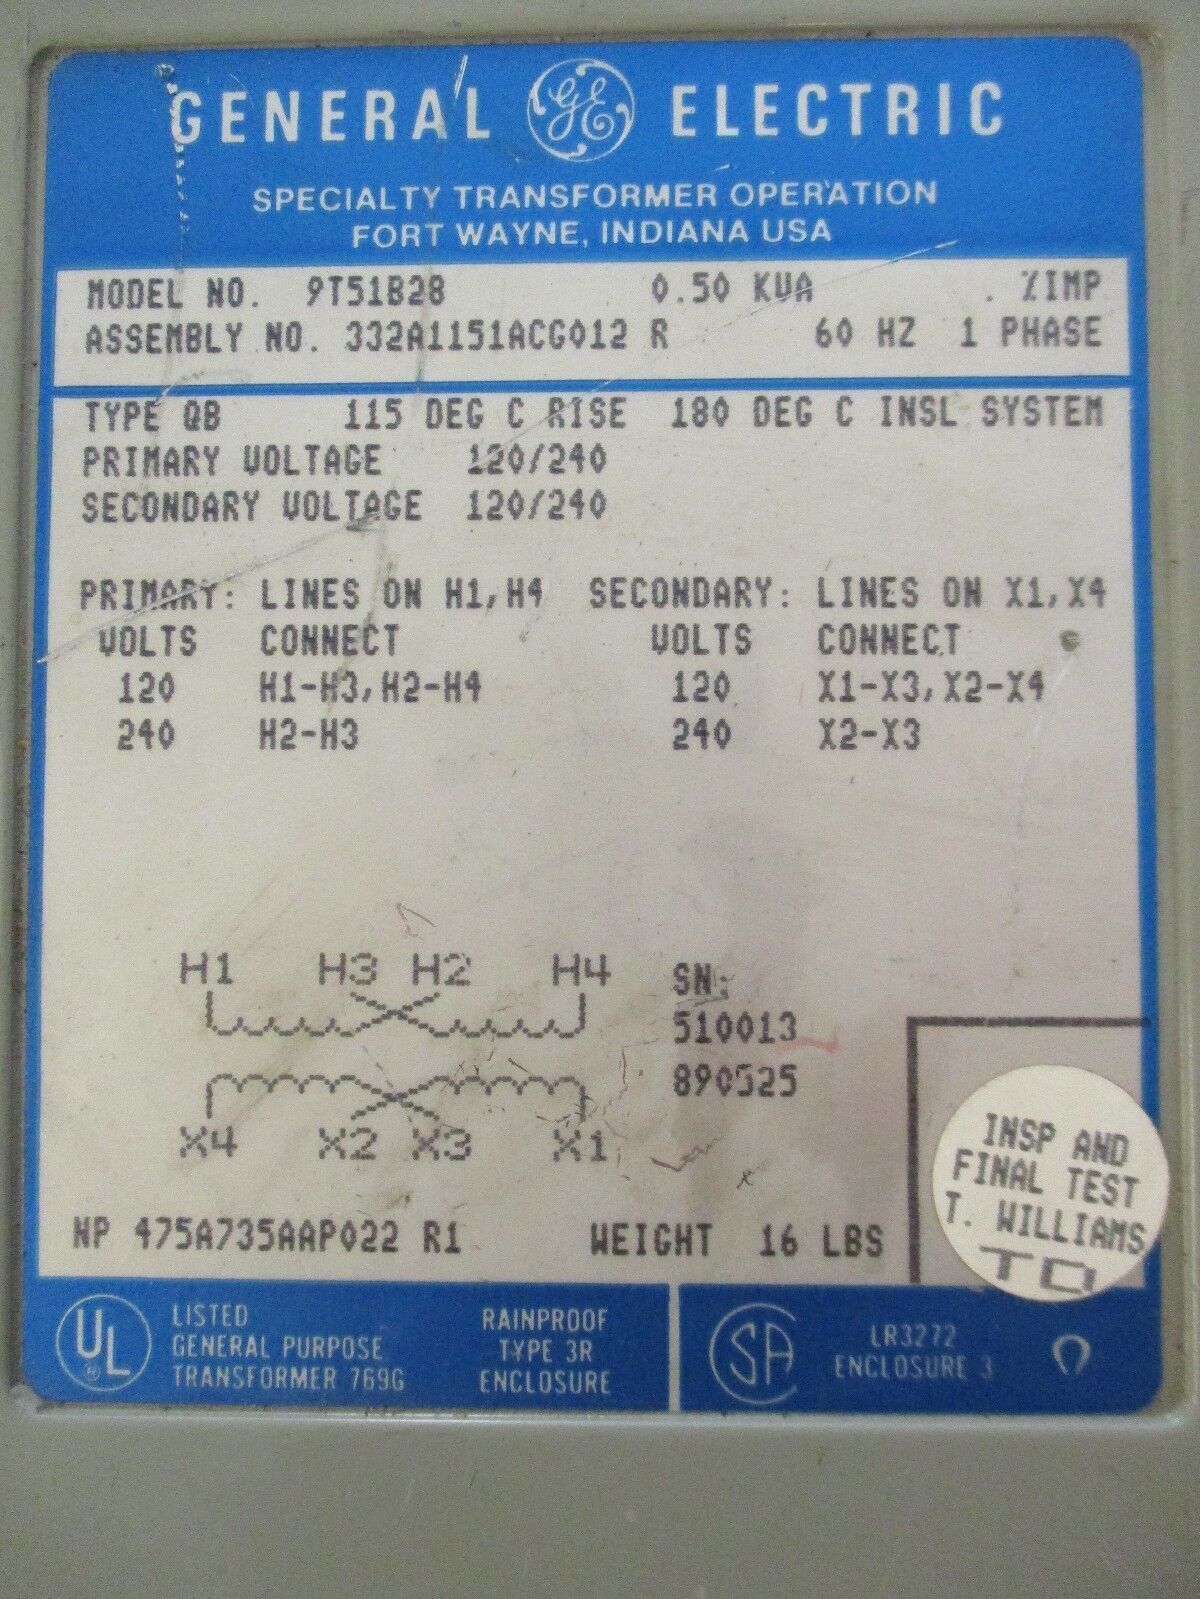 GENERAL GE ELECTRIC
SPECIALTY TRANSFORMER OPERATION
FORT WAYNE, INDIANA USA
MODEL NO. 9T51B28 0.50 KVA . %IMP
ASSEMBLY NO. 332A1151ACG012 R 60 HZ 1 PHASE
TYPE QB 115 DEG C RISE 180 DEG C INSL SYSTEM
PRIMARY VOLTAGE 120/240
SECONDARY VOLTAGE 120/240
PRIMARY: LINES ON H1,H4 SECONDARY: LINES ON X1,X4
VOLTS CONNECT VOLTS CONNECT
120 H1-H3,H2-H4 120 X1-X3,X2-X4
240 H2-H3 240 X2-X3
H1 H3 H2 H4
X4 X2 X3 X1
SN:
510013
890525
INSP AND
FINAL TEST
T. WILLIAMS
NP 475A735AAP022 R1 WEIGHT 16 LBS
UL ®
LISTED
GENERAL PURPOSE
TRANSFORMER 769G
RAINPROOF
TYPE 3R
ENCLOSURE
SA
LR3272
ENCLOSURE 3